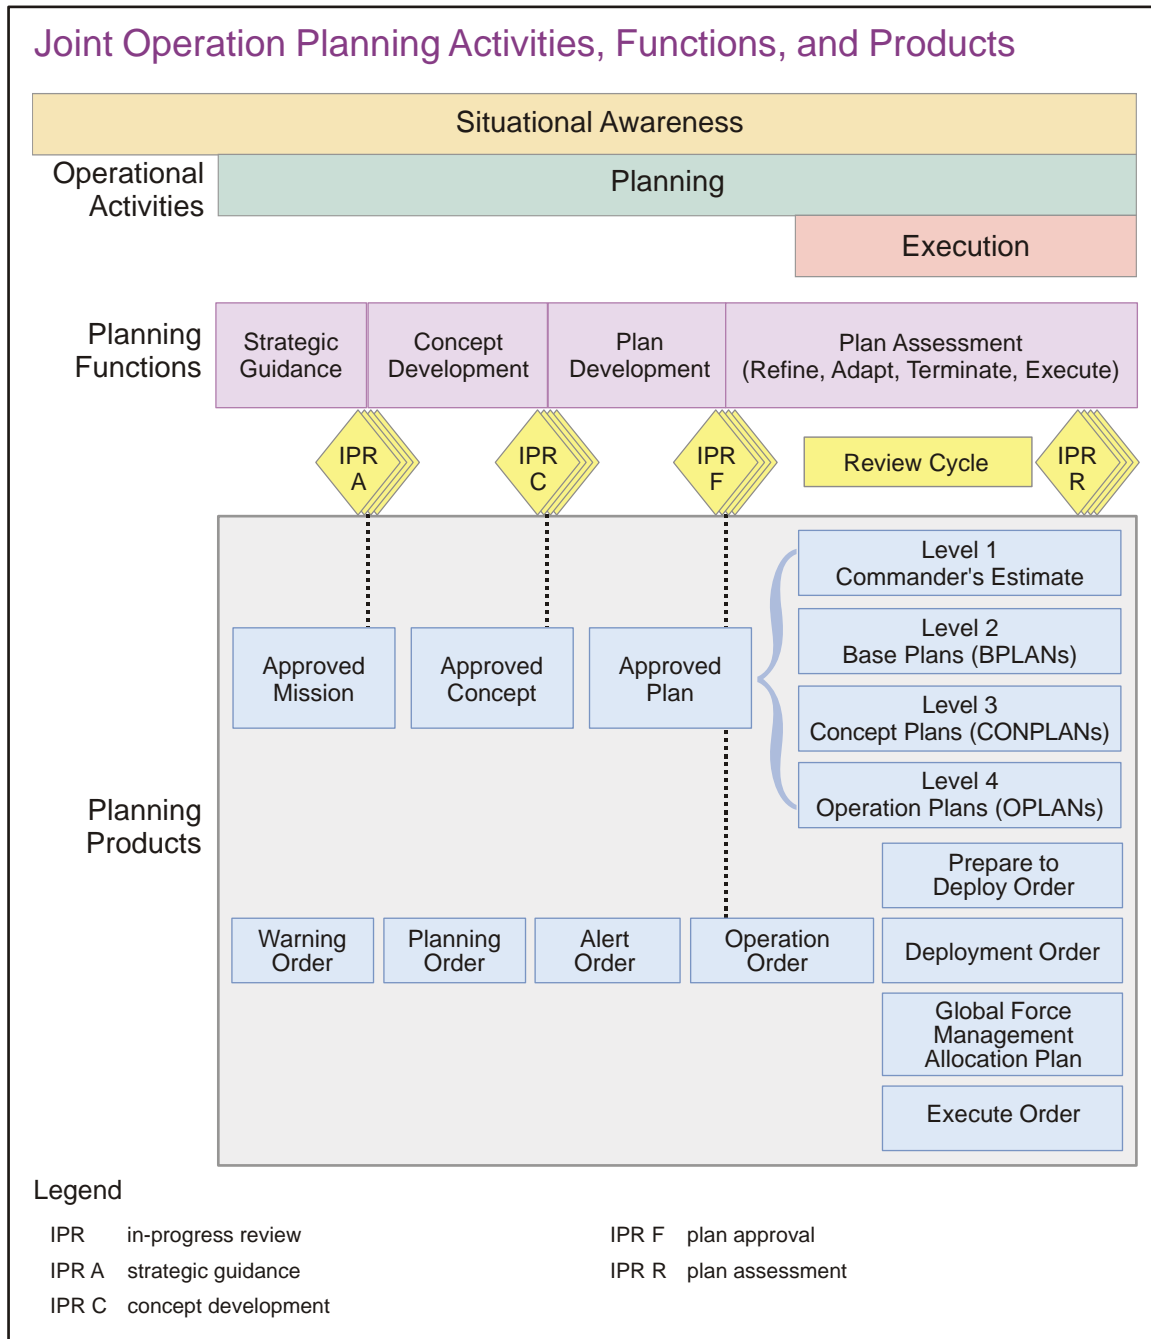 Joint Operation Planning Activities, Functions, and Products
Situational Awareness
Operational
Activities
Planning
Execution
Planning
Functions
Strategic
Guidance
Concept
Development
Plan
Development
Plan Assessment
(Refine, Adapt, Terminate, Execute)
IPR
A
IPR
C
IPR
F
Review Cycle
IPR
R
Planning
Products
Approved
Mission
Approved
Concept
Approved
Plan
Level 1
Commander's Estimate
Level 2
Base Plans (BPLANs)
Level 3
Concept Plans (CONPLANs)
Level 4
Operation Plans (OPLANs)
Prepare to
Deploy Order
Warning
Order
Planning
Order
Alert
Order
Operation
Order
Deployment Order
Global Force
Management
Allocation Plan
Execute Order
Legend
IPR in-progress review
IPR A strategic guidance
IPR C concept development
IPR F plan approval
IPR R plan assessment